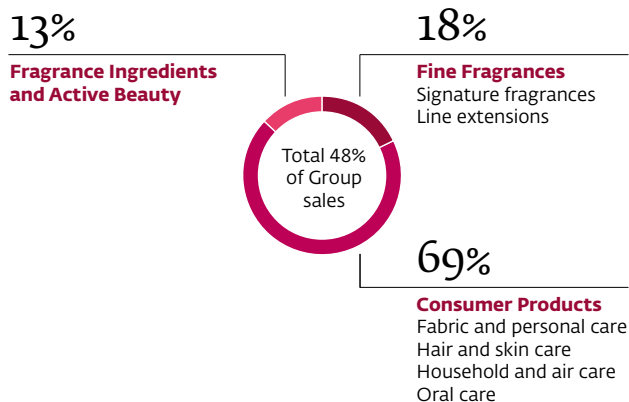 13%
Fragrance Ingredients
and Active Beauty
18%
Fine Fragrances
Signature fragrances
Line extensions
Total 48%
of Group
sales
69%
Consumer Products
Fabric and personal care
Hair and skin care
Household and air care
Oral care